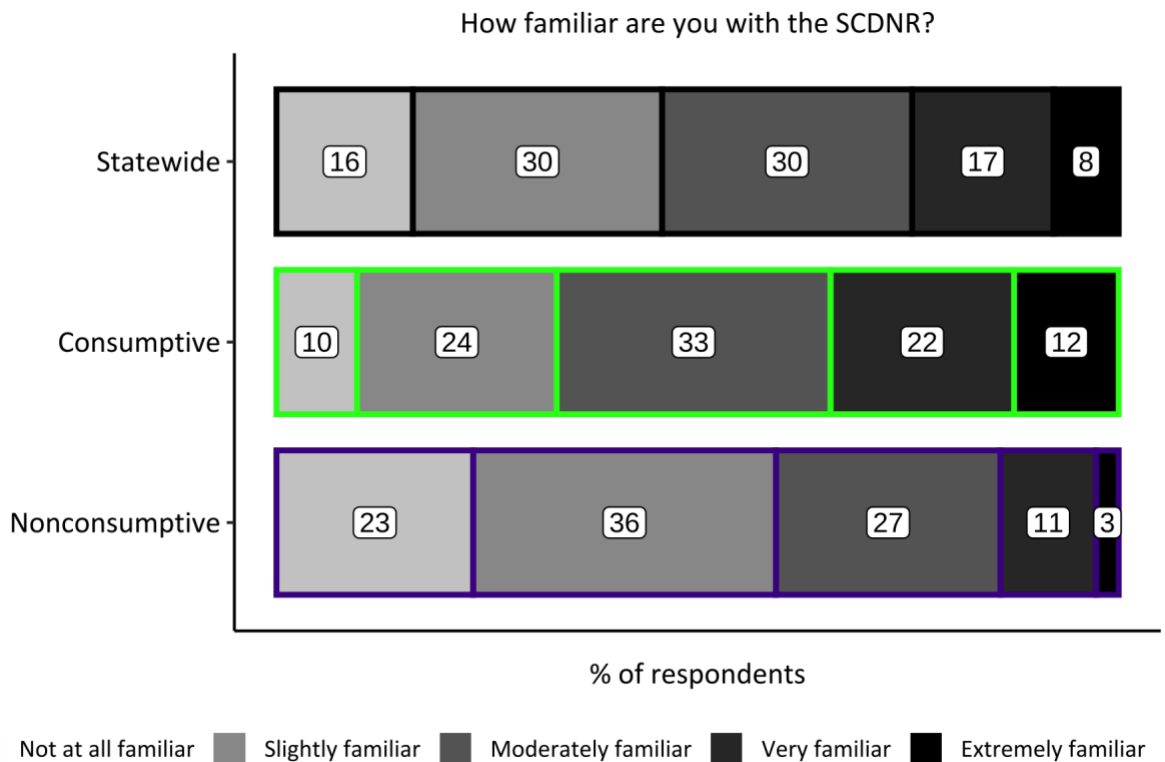 How familiar are you with the SCDNR?
Statewide 16 30 30 17 8
Consumptive 10 24 33 22 12
Nonconsumptive 23 36 27 11 3
% of respondents
Not at all familiar Slightly familiar Moderately familiar Very familiar Extremely familiar